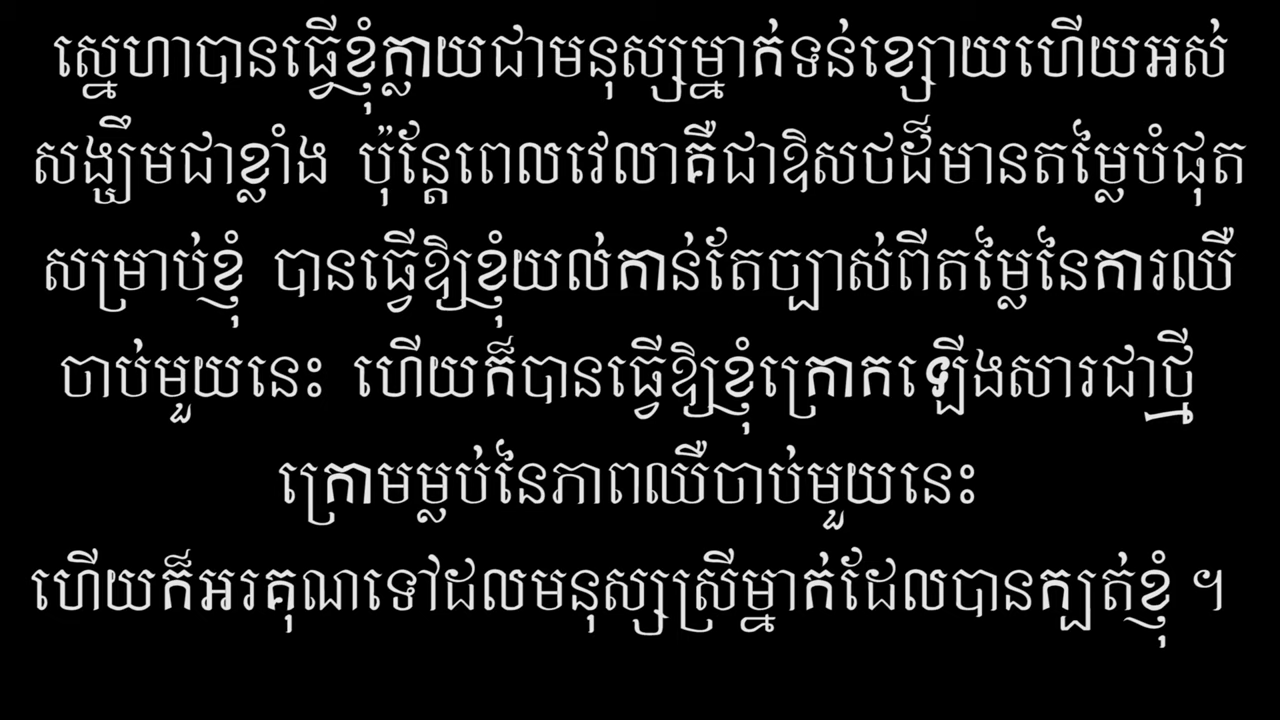 ស្នេហាបានធ្វើខ្ញុំក្លាយជាមនុស្សម្នាក់ទន់ខ្សោយហើយអស់
សង្ឃឹមជាខ្លាំង ប៉ុន្តែពេលវេលាគឺជាឱសថដ៏មានតម្លៃបំផុត
សម្រាប់ខ្ញុំ បានធ្វើឱ្យខ្ញុំយល់កាន់តែច្បាស់ពីតម្លៃនៃការឈឺ
ចាប់មួយនេះ ហើយក៏បានធ្វើឱ្យខ្ញុំក្រោកឡើងសារជាថ្មី
ក្រោមម្លប់នៃភាពឈឺចាប់មួយនេះ
ហើយក៏អរគុណទៅដលមនុស្សស្រីម្នាក់ដែលបានក្បត់ខ្ញុំ ។